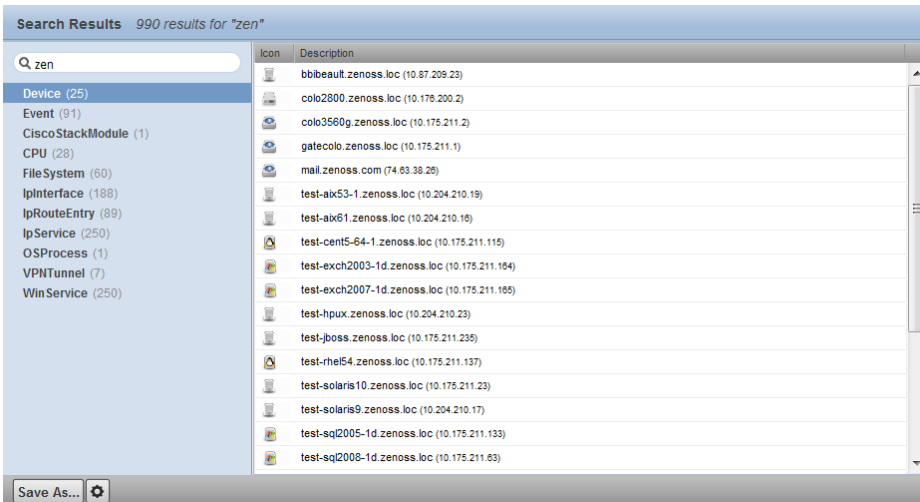 Search Results 990 results for "zen"
zen
Device (25)
Event (91)
CiscoStackModule (1)
CPU (28)
FileSystem (60)
IpInterface (188)
IpRouteEntry (89)
IpService (250)
OSProcess (1)
VPNTunnel (7)
WinService (250)
Icon Description
bbibeault.zenoss.loc (10.87.209.23)
colo2800.zenoss.loc (10.176.200.2)
colo3560g.zenoss.loc (10.175.211.2)
gatecolo.zenoss.loc (10.175.211.1)
mail.zenoss.com (74.63.38.26)
test-aix53-1.zenoss.loc (10.204.210.19)
test-aix61.zenoss.loc (10.204.210.16)
test-cent5-64-1.zenoss.loc (10.175.211.115)
test-exch2003-1d.zenoss.loc (10.175.211.164)
test-exch2007-1d.zenoss.loc (10.175.211.165)
test-hpux.zenoss.loc (10.204.210.23)
test-jboss.zenoss.loc (10.175.211.235)
test-rhel54.zenoss.loc (10.175.211.137)
test-solaris10.zenoss.loc (10.175.211.23)
test-solaris9.zenoss.loc (10.204.210.17)
test-sql2005-1d.zenoss.loc (10.175.211.133)
test-sql2008-1d.zenoss.loc (10.175.211.63)
Save As...